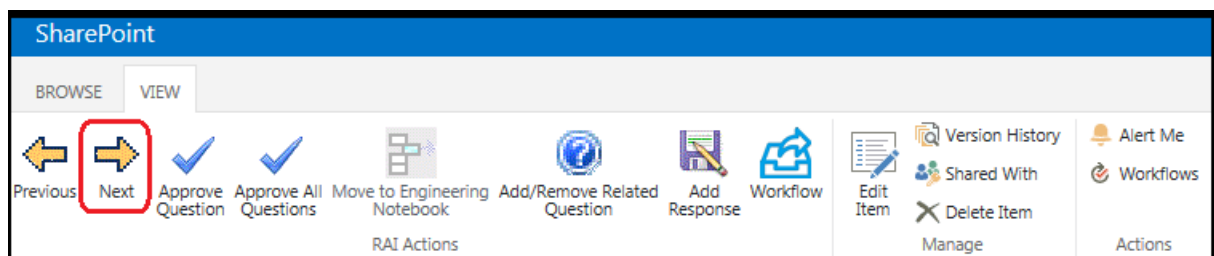 SharePoint
BROWSE VIEW
Previous Next Approve Question Approve All Questions Move to Engineering Notebook Add/Remove Related Question Add Response Workflow
RAI Actions
Edit Item
Version History
Shared With
Delete Item
Manage
Alert Me
Workflows
Actions